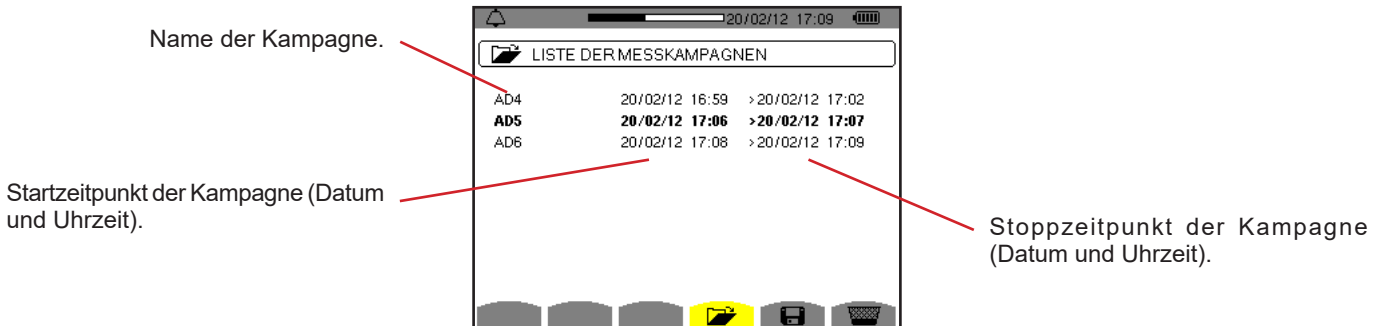 20/02/12 17:09
Name der Kampagne.
LISTE DER MESSKAMPAGNEN
AD4 20/02/12 16:59 >20/02/12 17:02
AD5 20/02/12 17:06 >20/02/12 17:07
AD6 20/02/12 17:08 >20/02/12 17:09
Startzeitpunkt der Kampagne (Datum
und Uhrzeit).
Stoppzeitpunkt der Kampagne
(Datum und Uhrzeit).